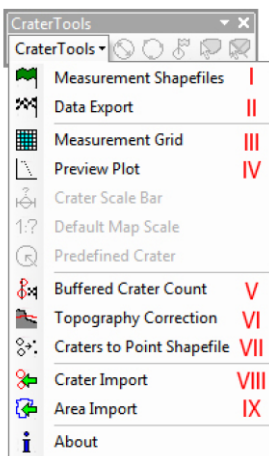 CraterTools
CraterTools
Measurement Shapefiles I
Data Export II
Measurement Grid III
Preview Plot IV
Crater Scale Bar
1:? Default Map Scale
Predefined Crater
Buffered Crater Count V
Topography Correction VI
Craters to Point Shapefile VII
Crater Import VIII
Area Import IX
i About